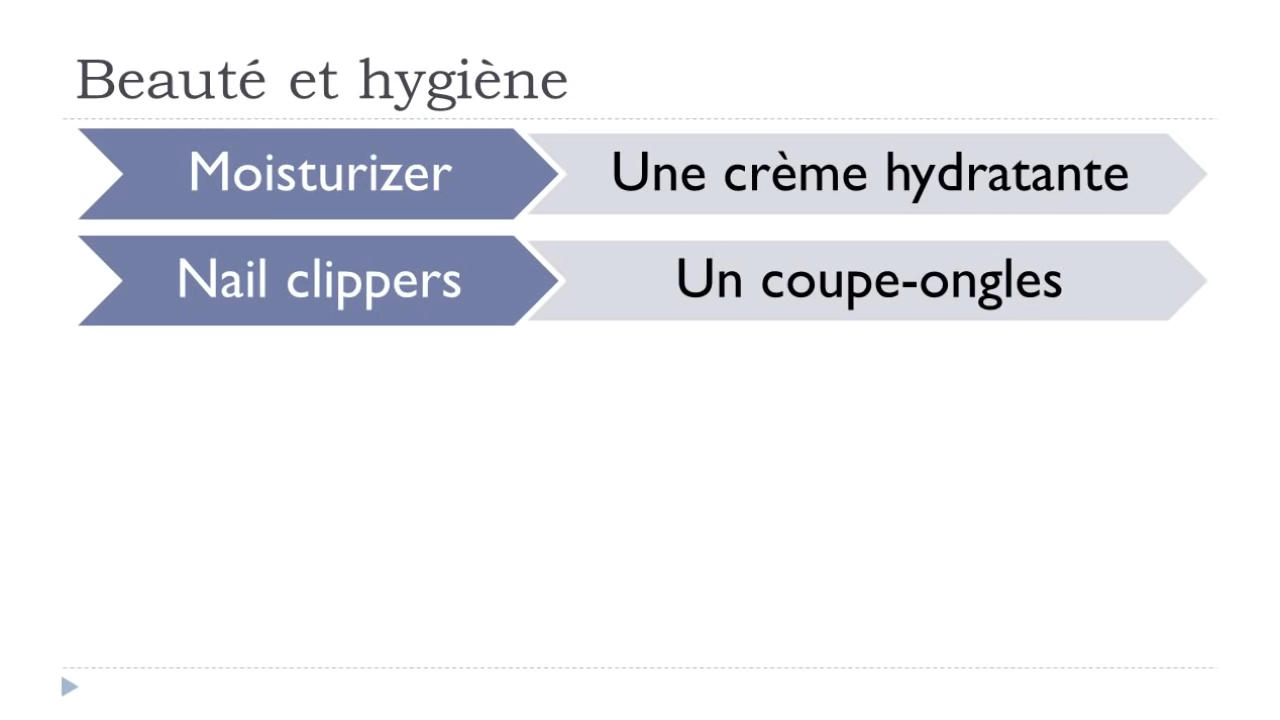 Beauté et hygiène
Moisturizer
Une crème hydratante
Nail clippers
Un coupe-ongles